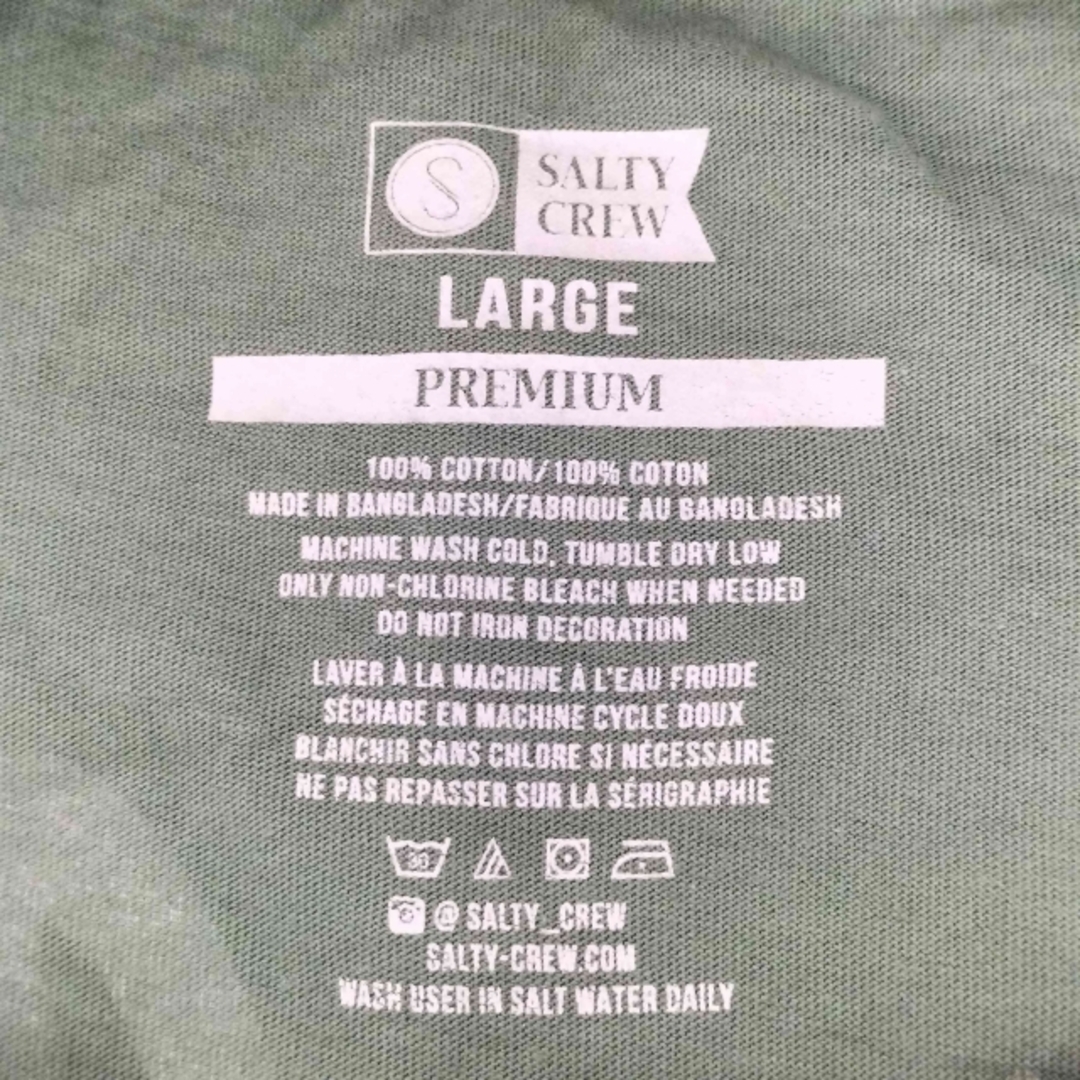 S
SALTY
CREW
LARGE
PREMIUM
100% COTTON/100% COTON
MADE IN BANGLADESH/FABRIQUE AU BANGLADESH
MACHINE WASH COLD, TUMBLE DRY LOW
ONLY NON-CHLORINE BLEACH WHEN NEEDED
DO NOT IRON DECORATION
LAVER À LA MACHINE À L'EAU FROIDE
SÉCHAGE EN MACHINE CYCLE DOUX
BLANCHIR SANS CHLORE SI NÉCESSAIRE
NE PAS REPASSER SUR LA SÉRIGRAPHIE
30
@ SALTY_CREW
SALTY-CREW.COM
WASH USER IN SALT WATER DAILY